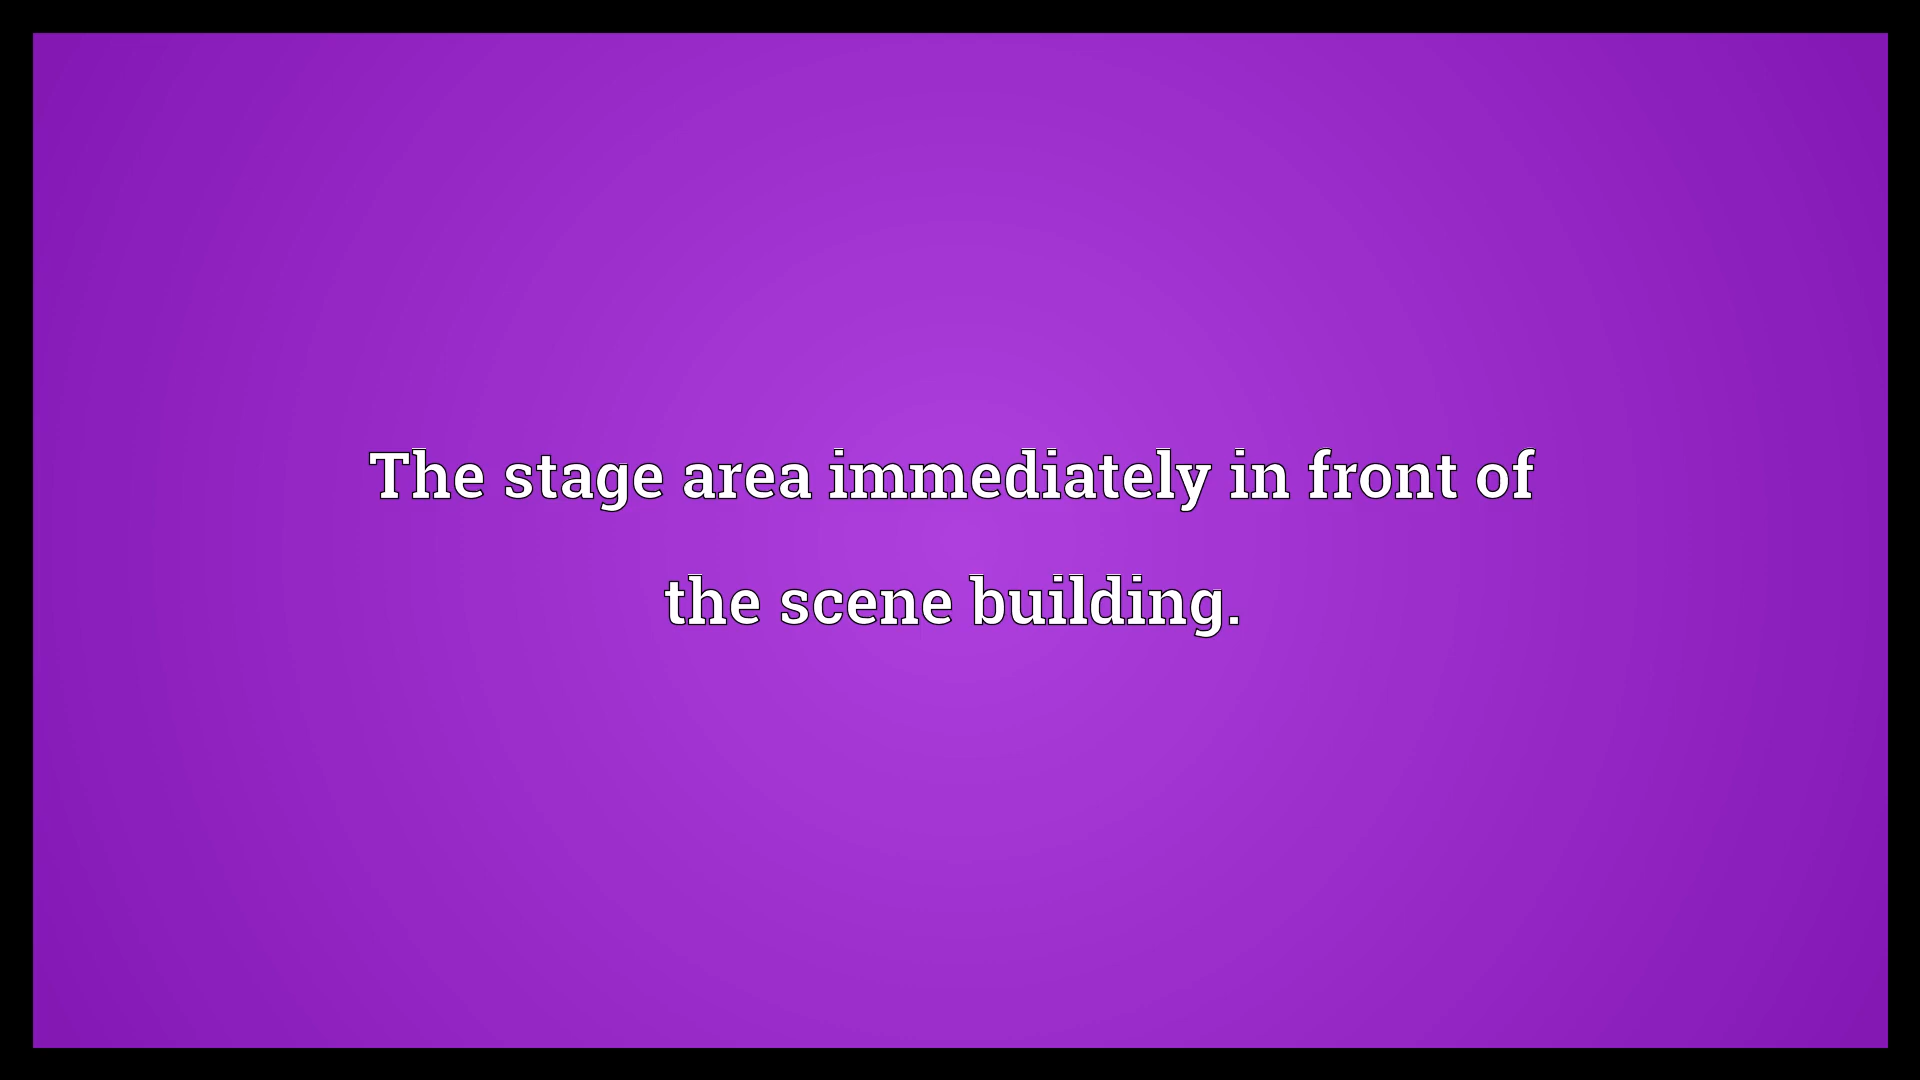 The stage area immediately in front of
the scene building.